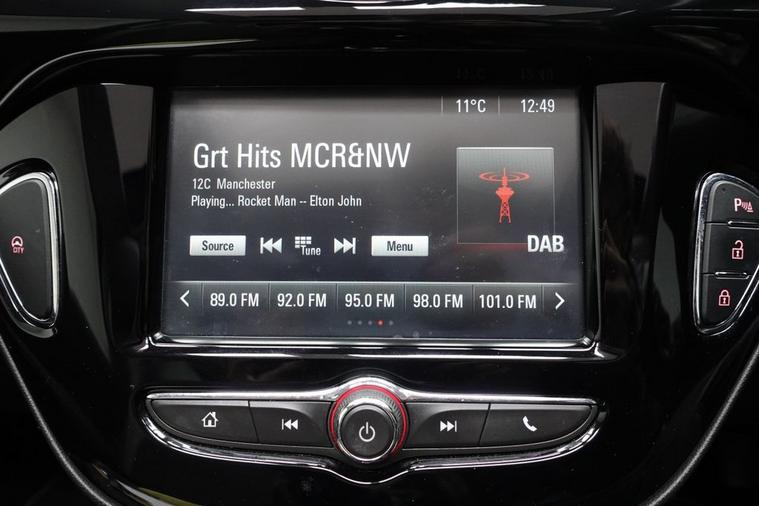 11°C 12:49
Grt Hits MCR&NW
12C Manchester
Playing... Rocket Man -- Elton John
Source Tune Menu
DAB
89.0 FM 92.0 FM 95.0 FM 98.0 FM 101.0 FM
CITY
P